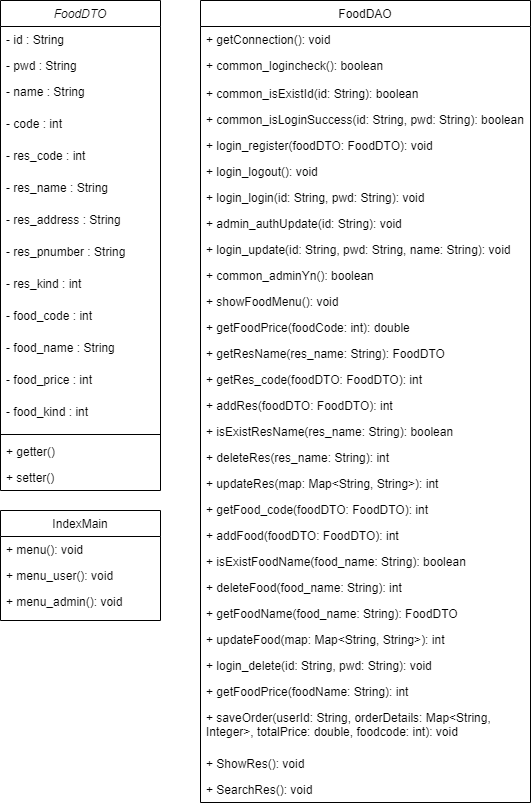 FoodDTO
- id : String
- pwd : String
- name : String
- code : int
- res_code : int
- res_name : String
- res_address : String
- res_pnumber : String
- res_kind : int
- food_code : int
- food_name : String
- food_price : int
- food_kind : int
+ getter()
+ setter()
IndexMain
+ menu(): void
+ menu_user(): void
+ menu_admin(): void
FoodDAO
+ getConnection(): void
+ common_logincheck(): boolean
+ common_isExistId(id: String): boolean
+ common_isLoginSuccess(id: String, pwd: String): boolean
+ login_register(foodDTO: FoodDTO): void
+ login_logout(): void
+ login_login(id: String, pwd: String): void
+ admin_authUpdate(id: String): void
+ login_update(id: String, pwd: String, name: String): void
+ common_adminYn(): boolean
+ showFoodMenu(): void
+ getFoodPrice(foodCode: int): double
+ getResName(res_name: String): FoodDTO
+ getRes_code(foodDTO: FoodDTO): int
+ addRes(foodDTO: FoodDTO): int
+ isExistResName(res_name: String): boolean
+ deleteRes(res_name: String): int
+ updateRes(map: Map<String, String>): int
+ getFood_code(foodDTO: FoodDTO): int
+ addFood(foodDTO: FoodDTO): int
+ isExistFoodName(food_name: String): boolean
+ deleteFood(food_name: String): int
+ getFoodName(food_name: String): FoodDTO
+ updateFood(map: Map<String, String>): int
+ login_delete(id: String, pwd: String): void
+ getFoodPrice(foodName: String): int
+ saveOrder(userId: String, orderDetails: Map<String,
Integer>, totalPrice: double, foodcode: int): void
+ ShowRes(): void
+ SearchRes(): void